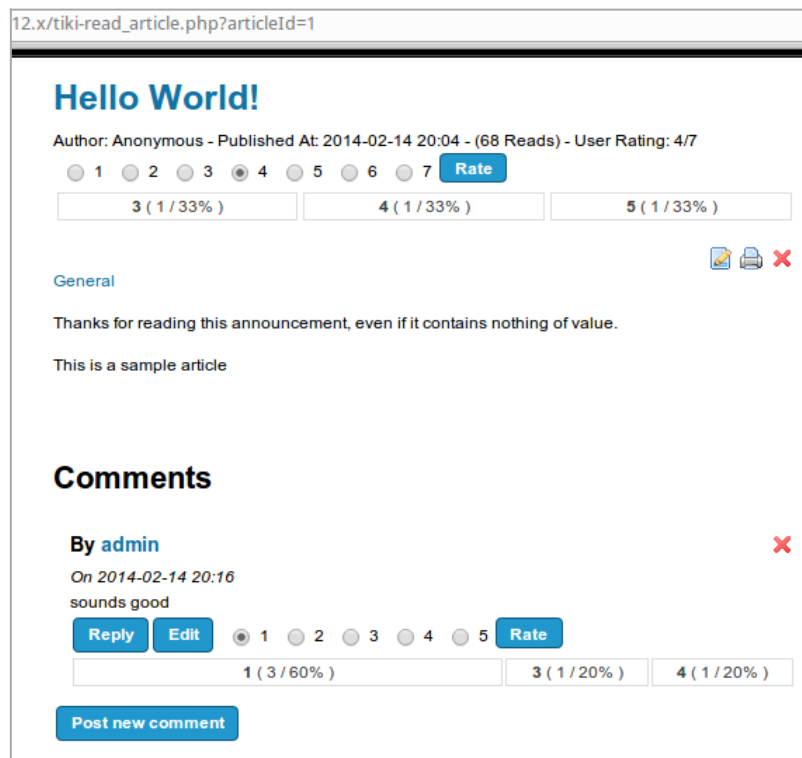 12.x/tiki-read_article.php?articleId=1
Hello World!
Author: Anonymous - Published At: 2014-02-14 20:04 - (68 Reads) - User Rating: 4/7
1 2 3 4 5 6 7 Rate
3 ( 1 / 33% ) 4 ( 1 / 33% ) 5 ( 1 / 33% )
General
Thanks for reading this announcement, even if it contains nothing of value.
This is a sample article
Comments
By admin
On 2014-02-14 20:16
sounds good
Reply Edit 1 2 3 4 5 Rate
1 ( 3 / 60% ) 3 ( 1 / 20% ) 4 ( 1 / 20% )
Post new comment